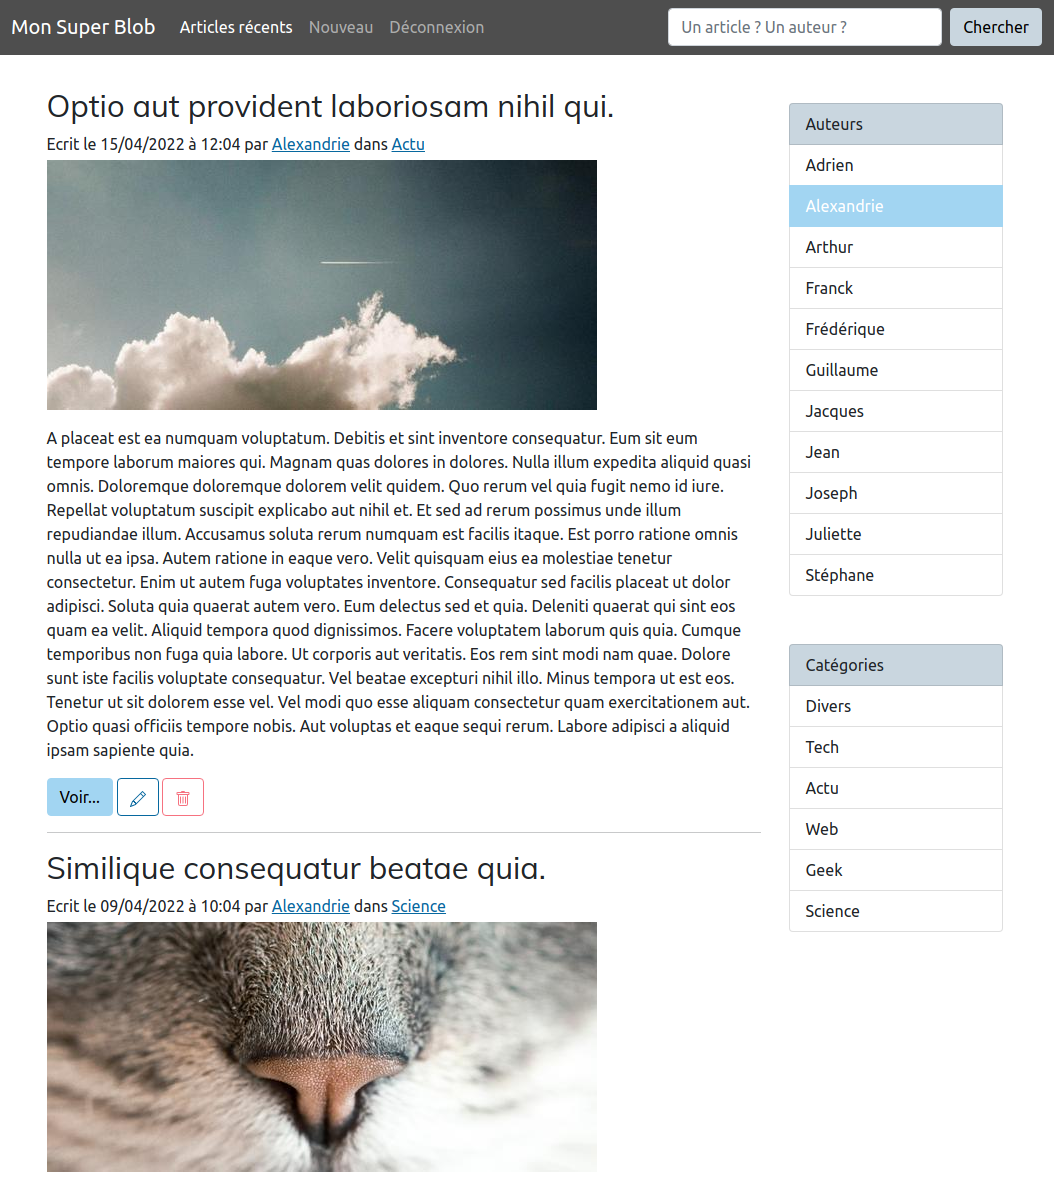 Mon Super Blob Articles récents Nouveau Déconnexion Un article ? Un auteur ? Chercher
Optio aut provident laboriosam nihil qui.
Ecrit le 15/04/2022 à 12:04 par Alexandrie dans Actu
A placeat est ea numquam voluptatum. Debitis et sint inventore consequatur. Eum sit eum
tempore laborum maiores qui. Magnam quas dolores in dolores. Nulla illum expedita aliquid quasi
omnis. Doloremque doloremque dolorem velit quidem. Quo rerum vel quia fugit nemo id iure.
Repellat voluptatum suscipit explicabo aut nihil et. Et sed ad rerum possimus unde illum
repudiandae illum. Accusamus soluta rerum numquam est facilis itaque. Est porro ratione omnis
nulla ut ea ipsa. Autem ratione in eaque vero. Velit quisquam eius ea molestiae tenetur
consectetur. Enim ut autem fuga voluptates inventore. Consequatur sed facilis placeat ut dolor
adipisci. Soluta quia quaerat autem vero. Eum delectus sed et quia. Deleniti quaerat qui sint eos
quam ea velit. Aliquid tempora quod dignissimos. Facere voluptatem laborum quis quia. Cumque
temporibus non fuga quia labore. Ut corporis aut veritatis. Eos rem sint modi nam quae. Dolore
sunt iste facilis voluptate consequatur. Vel beatae excepturi nihil illo. Minus tempora ut est eos.
Tenetur ut sit dolorem esse vel. Vel modi quo esse aliquam consectetur quam exercitationem aut.
Optio quasi officiis tempore nobis. Aut voluptas et eaque sequi rerum. Labore adipisci a aliquid
ipsam sapiente quia.
Voir...
Similique consequatur beatae quia.
Ecrit le 09/04/2022 à 10:04 par Alexandrie dans Science
Auteurs
Adrien
Alexandrie
Arthur
Franck
Frédérique
Guillaume
Jacques
Jean
Joseph
Juliette
Stéphane
Catégories
Divers
Tech
Actu
Web
Geek
Science